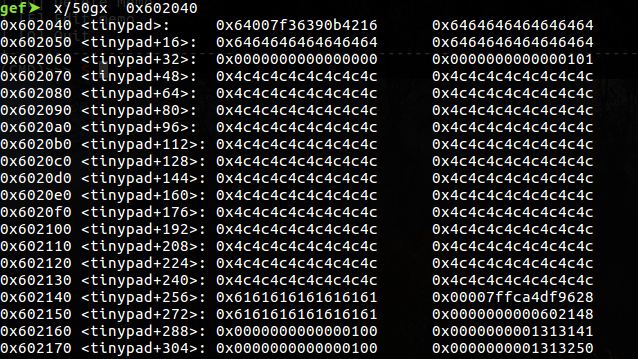 gef➤ x/50gx 0x602040
0x602040 <tinypad>: 0x64007f36390b4216 0x6464646464646464
0x602050 <tinypad+16>: 0x6464646464646464 0x6464646464646464
0x602060 <tinypad+32>: 0x0000000000000000 0x0000000000000101
0x602070 <tinypad+48>: 0x4c4c4c4c4c4c4c4c 0x4c4c4c4c4c4c4c4c
0x602080 <tinypad+64>: 0x4c4c4c4c4c4c4c4c 0x4c4c4c4c4c4c4c4c
0x602090 <tinypad+80>: 0x4c4c4c4c4c4c4c4c 0x4c4c4c4c4c4c4c4c
0x6020a0 <tinypad+96>: 0x4c4c4c4c4c4c4c4c 0x4c4c4c4c4c4c4c4c
0x6020b0 <tinypad+112>: 0x4c4c4c4c4c4c4c4c 0x4c4c4c4c4c4c4c4c
0x6020c0 <tinypad+128>: 0x4c4c4c4c4c4c4c4c 0x4c4c4c4c4c4c4c4c
0x6020d0 <tinypad+144>: 0x4c4c4c4c4c4c4c4c 0x4c4c4c4c4c4c4c4c
0x6020e0 <tinypad+160>: 0x4c4c4c4c4c4c4c4c 0x4c4c4c4c4c4c4c4c
0x6020f0 <tinypad+176>: 0x4c4c4c4c4c4c4c4c 0x4c4c4c4c4c4c4c4c
0x602100 <tinypad+192>: 0x4c4c4c4c4c4c4c4c 0x4c4c4c4c4c4c4c4c
0x602110 <tinypad+208>: 0x4c4c4c4c4c4c4c4c 0x4c4c4c4c4c4c4c4c
0x602120 <tinypad+224>: 0x4c4c4c4c4c4c4c4c 0x4c4c4c4c4c4c4c4c
0x602130 <tinypad+240>: 0x4c4c4c4c4c4c4c4c 0x4c4c4c4c4c4c4c4c
0x602140 <tinypad+256>: 0x6161616161616161 0x00007ffca4df9628
0x602150 <tinypad+272>: 0x6161616161616161 0x0000000000602148
0x602160 <tinypad+288>: 0x0000000000000100 0x0000000001313141
0x602170 <tinypad+304>: 0x0000000000000100 0x0000000001313250